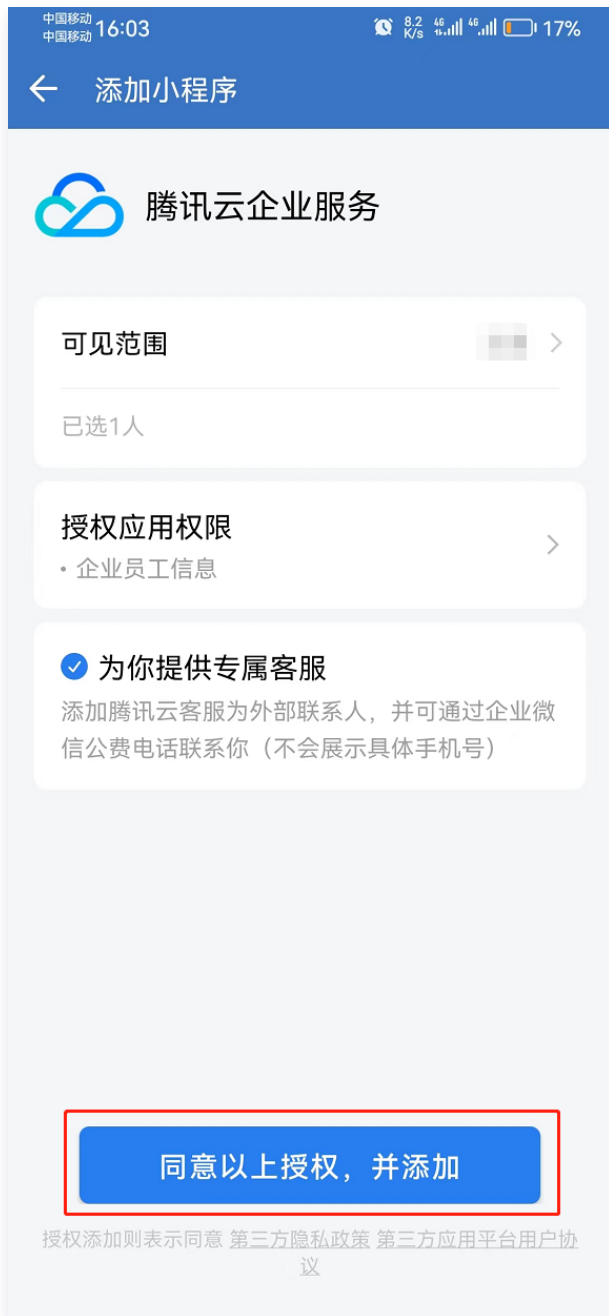 中国移动
中国移动 16:03 8.2 K/s 4G 4G 17%
添加小程序
腾讯云企业服务
可见范围
已选1人
授权应用权限
• 企业员工信息
为你提供专属客服
添加腾讯云客服为外部联系人，并可通过企业微
信公费电话联系你（不会展示具体手机号）
同意以上授权，并添加
授权添加则表示同意 第三方隐私政策 第三方应用平台用户协
议